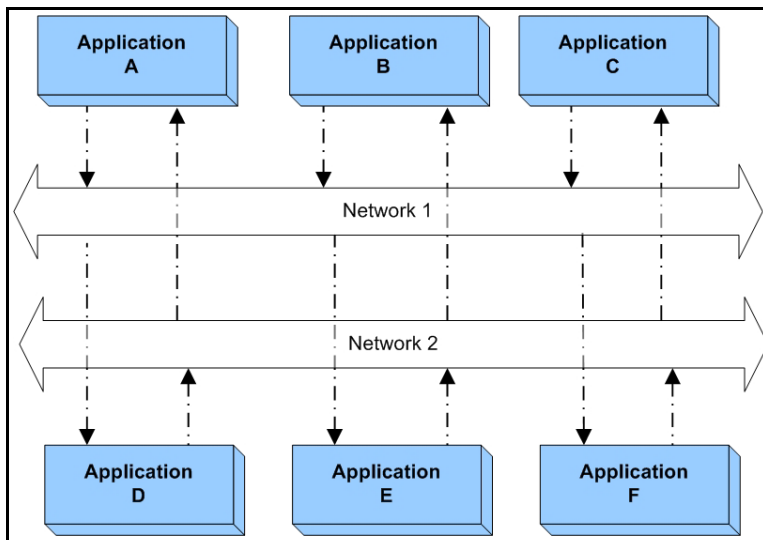 Application
A
Application
B
Application
C
Network 1
Network 2
Application
D
Application
E
Application
F